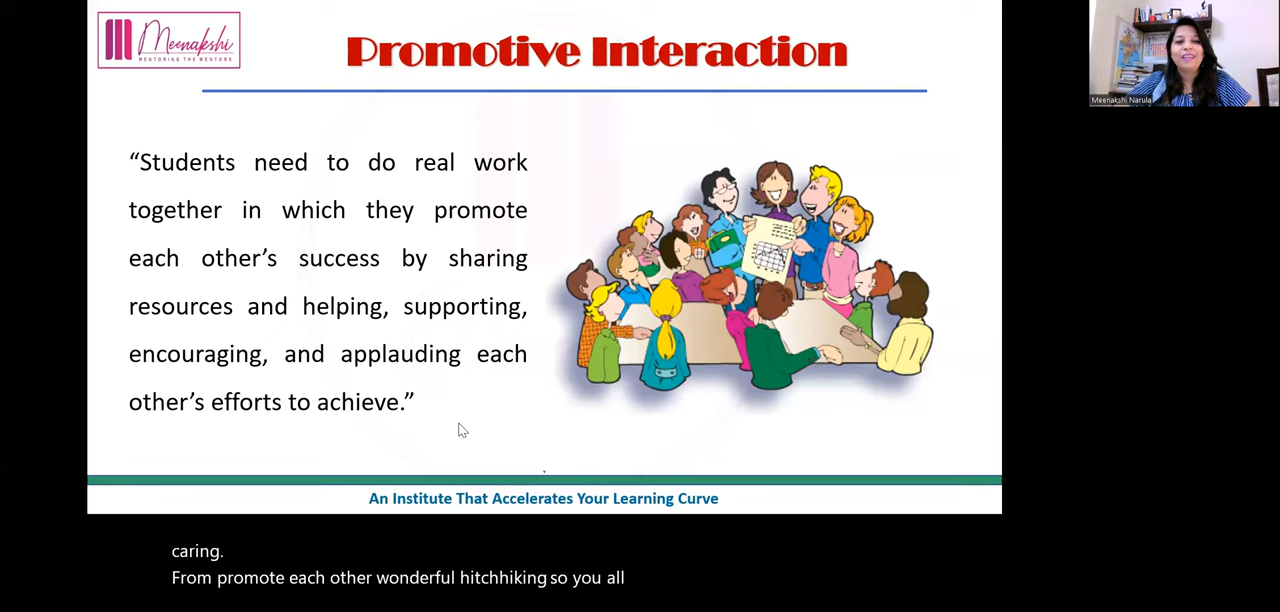 Meenakshi
MENTORING THE MENTORS
Promotive Interaction
Meenakshi Narula
“Students need to do real work
together in which they promote
each other’s success by sharing
resources and helping, supporting,
encouraging, and applauding each
other’s efforts to achieve.”
An Institute That Accelerates Your Learning Curve
caring.
From promote each other wonderful hitchhiking so you all